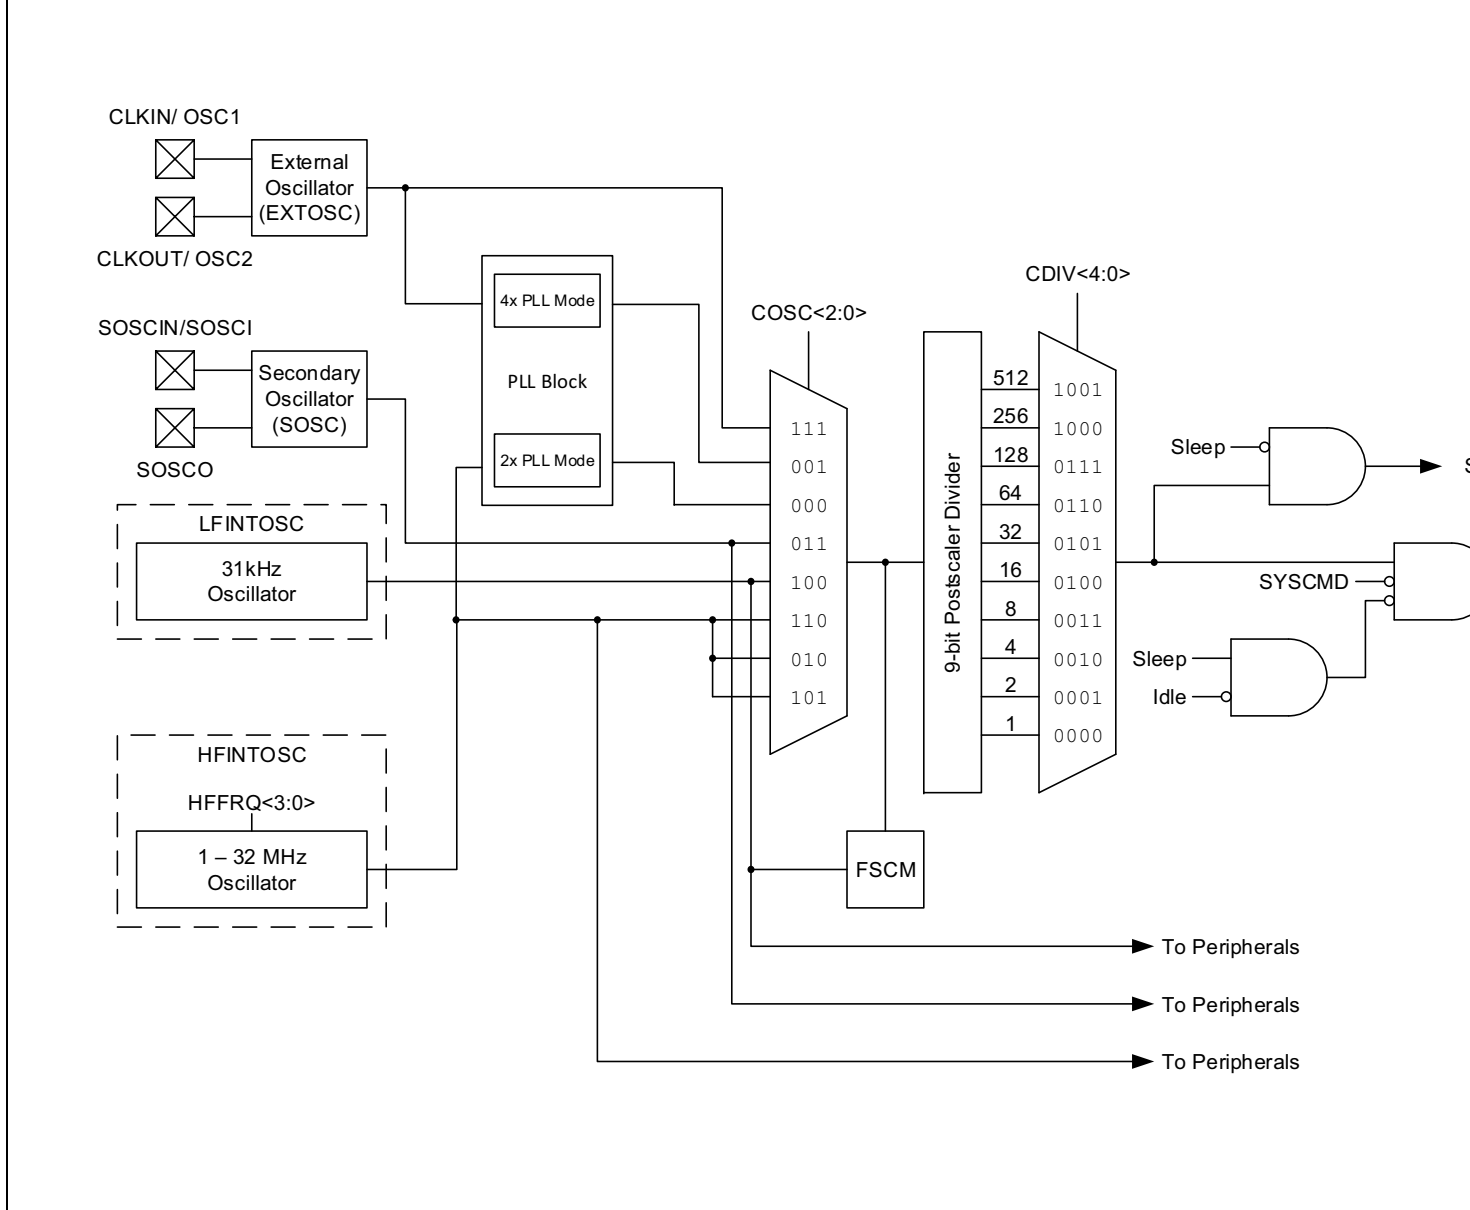 CLKIN/ OSC1
External
Oscillator
(EXTOSC)
CLKOUT/ OSC2
SOSCIN/SOSCI
Secondary
Oscillator
(SOSC)
SOSCO
LFINTOSC
31kHz
Oscillator
HFINTOSC
HFFRQ<3:0>
1 – 32 MHz
Oscillator
4x PLL Mode
PLL Block
2x PLL Mode
COSC<2:0>
111
001
000
011
100
110
010
101
FSCM
9-bit Postscaler Divider
CDIV<4:0>
512 1001
256 1000
128 0111
64 0110
32 0101
16 0100
8 0011
4 0010
2 0001
1 0000
Sleep
SYSCMD
Sleep
Idle
To Peripherals
To Peripherals
To Peripherals